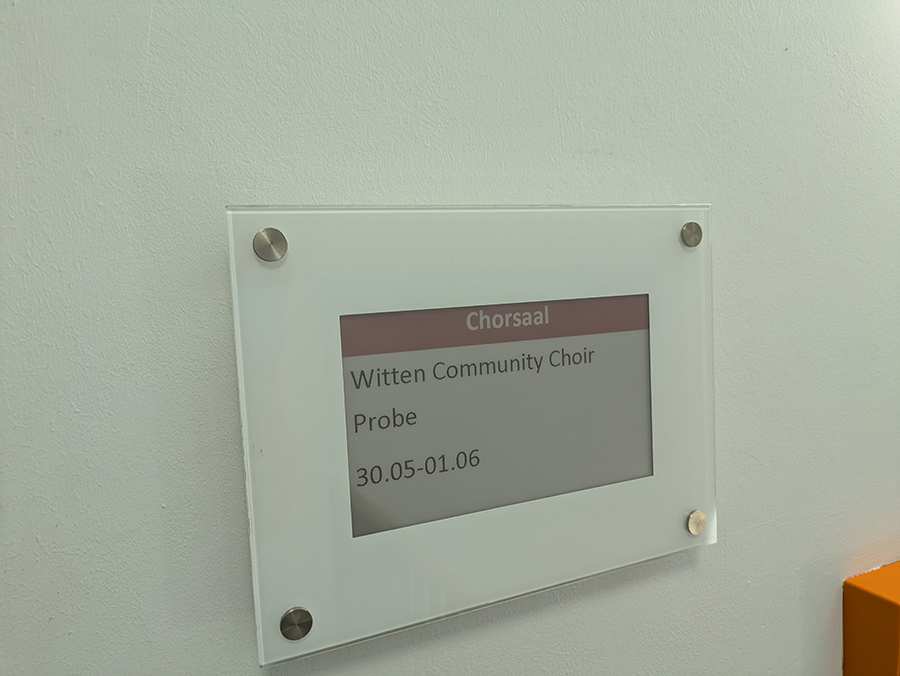 Chorsaal
Witten Community Choir
Probe
30.05-01.06